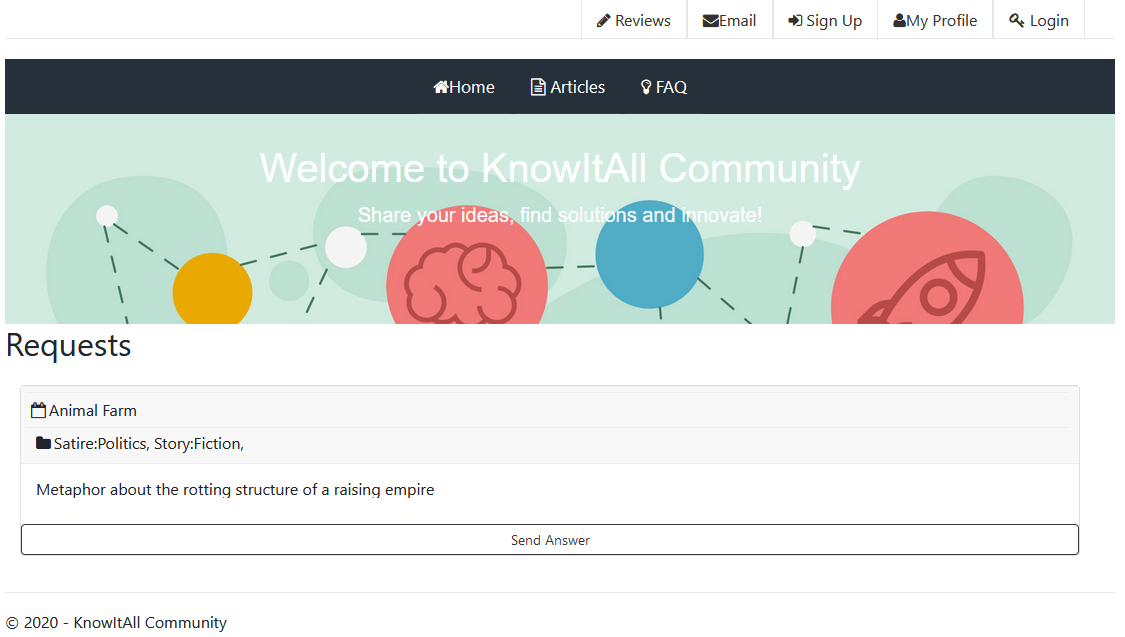 Reviews Email Sign Up My Profile Login
Home Articles FAQ
Welcome to KnowItAll Community
Share your ideas, find solutions and innovate!
Requests
Animal Farm
Satire:Politics, Story:Fiction,
Metaphor about the rotting structure of a raising empire
Send Answer
© 2020 - KnowItAll Community